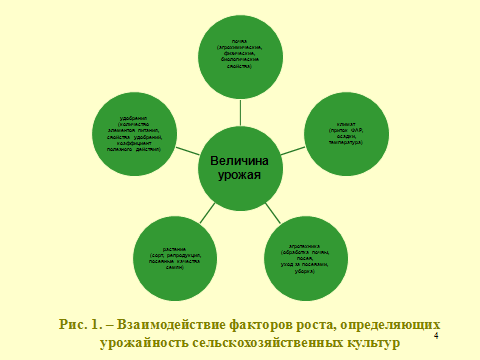 почва
(агрохимические,
физические,
биологические
свойства)
удобрения
(количество
элементов питания,
свойства удобрений,
коэффициент
полезного действия)
климат
(приток ФАР,
осадки,
температура)
Величина
урожая
растение
(сорт, репродукция,
посевные качества
семян)
агротехника
(обработка почвы,
посев,
уход за посевами,
уборка)
Рис. 1. – Взаимодействие факторов роста, определяющих
урожайность сельскохозяйственных культур
4